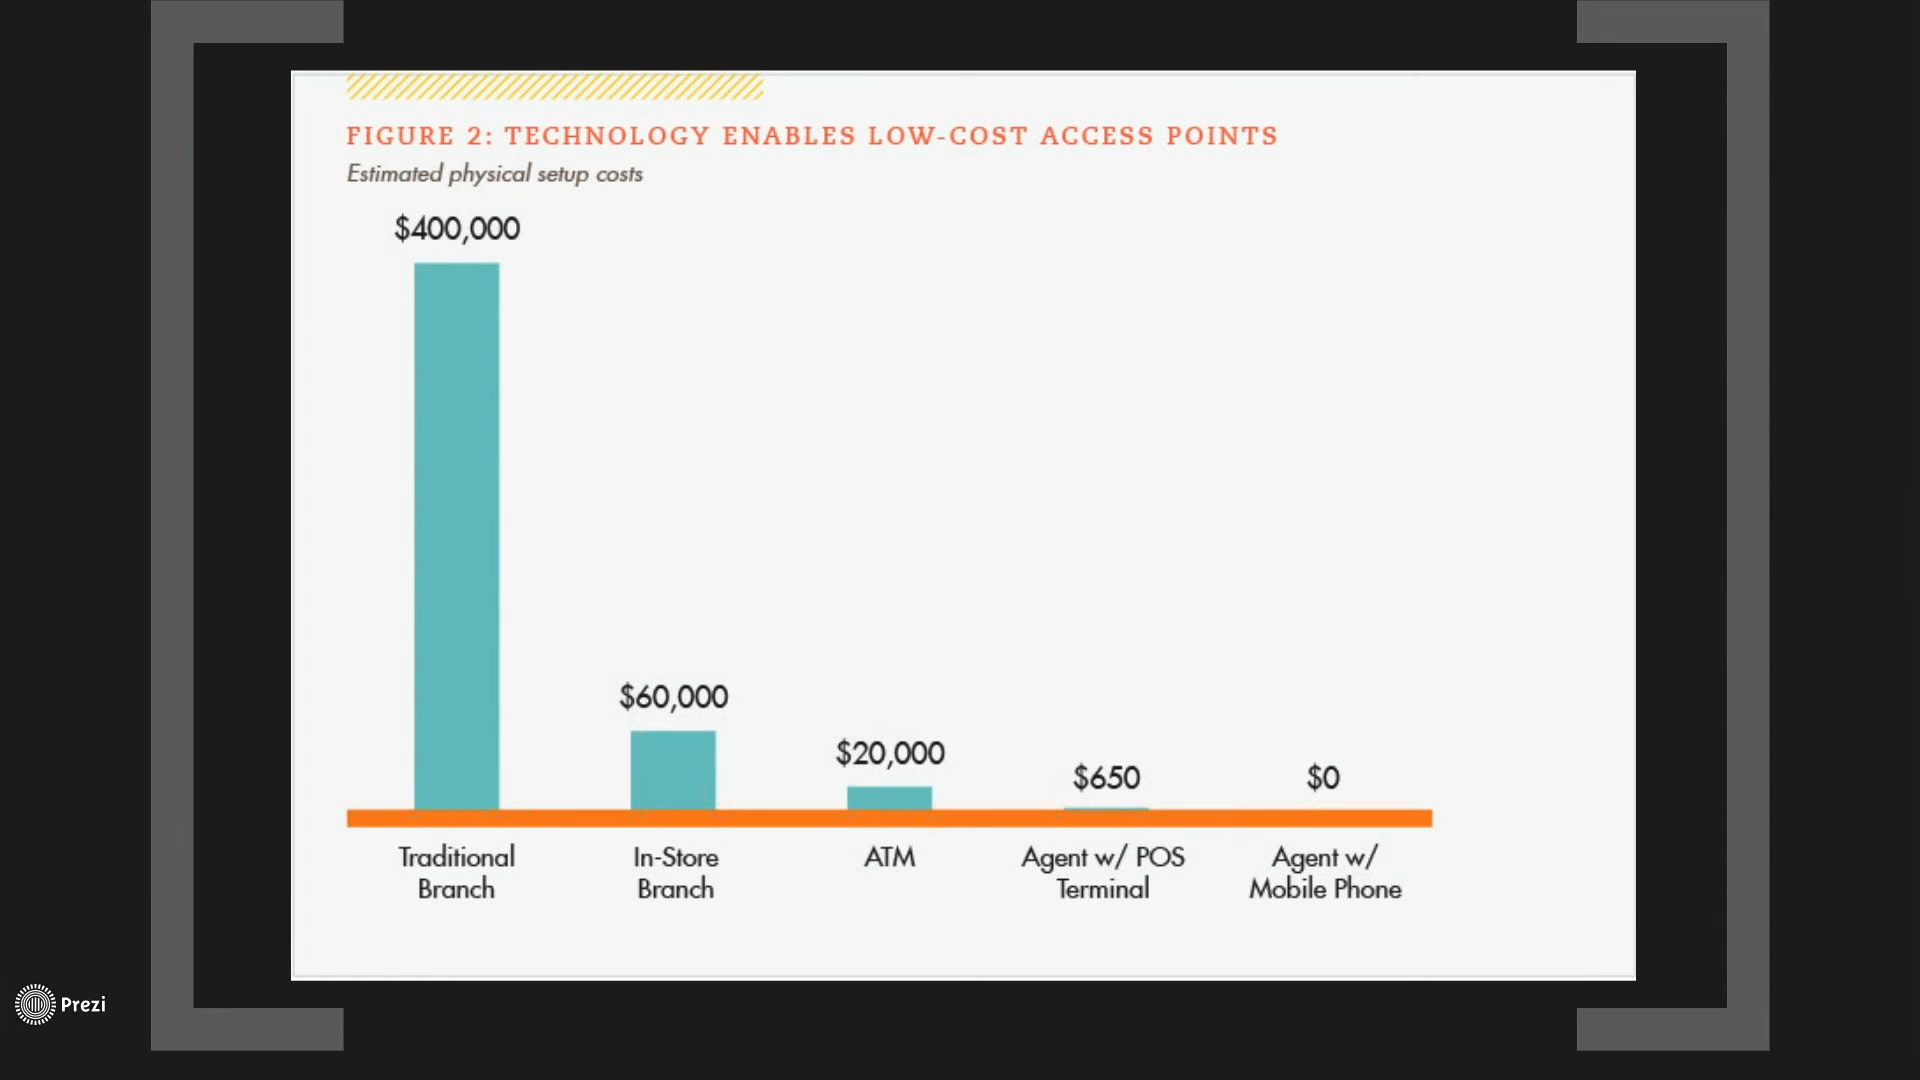 FIGURE 2: TECHNOLOGY ENABLES LOW-COST ACCESS POINTS
Estimated physical setup costs
$400,000
$60,000
$20,000
$650
$0
Traditional
Branch
In-Store
Branch
ATM
Agent w/ POS
Terminal
Agent w/
Mobile Phone
Prezi